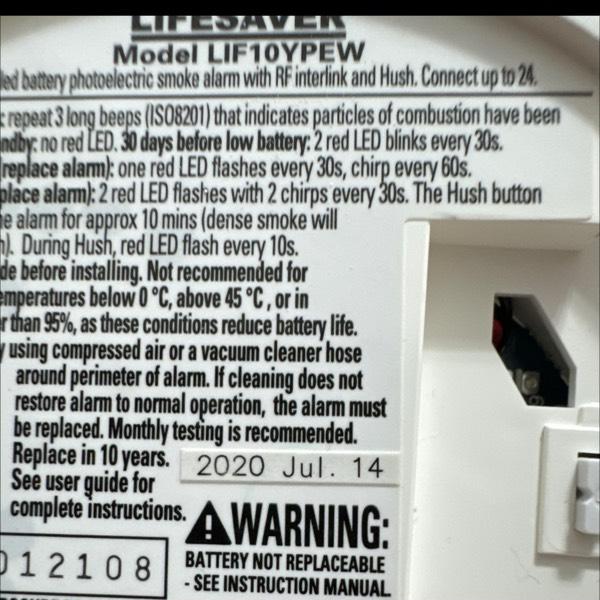 LIFESAVER
Model LIF10YPEW
led battery photoelectric smoke alarm with RF interlink and Hush. Connect up to 24.
: repeat 3 long beeps (ISO8201) that indicates particles of combustion have been
ndby: no red LED. 30 days before low battery: 2 red LED blinks every 30s.
replace alarm): one red LED flashes every 30s, chirp every 60s.
place alarm): 2 red LED flashes with 2 chirps every 30s. The Hush button
e alarm for approx 10 mins (dense smoke will
). During Hush, red LED flash every 10s.
de before installing. Not recommended for
emperatures below 0 °C, above 45 °C, or in
r than 95%, as these conditions reduce battery life.
y using compressed air or a vacuum cleaner hose
around perimeter of alarm. If cleaning does not
restore alarm to normal operation, the alarm must
be replaced. Monthly testing is recommended.
Replace in 10 years. 2020 Jul. 14
See user guide for
complete instructions.
WARNING:
BATTERY NOT REPLACEABLE
- SEE INSTRUCTION MANUAL
012108